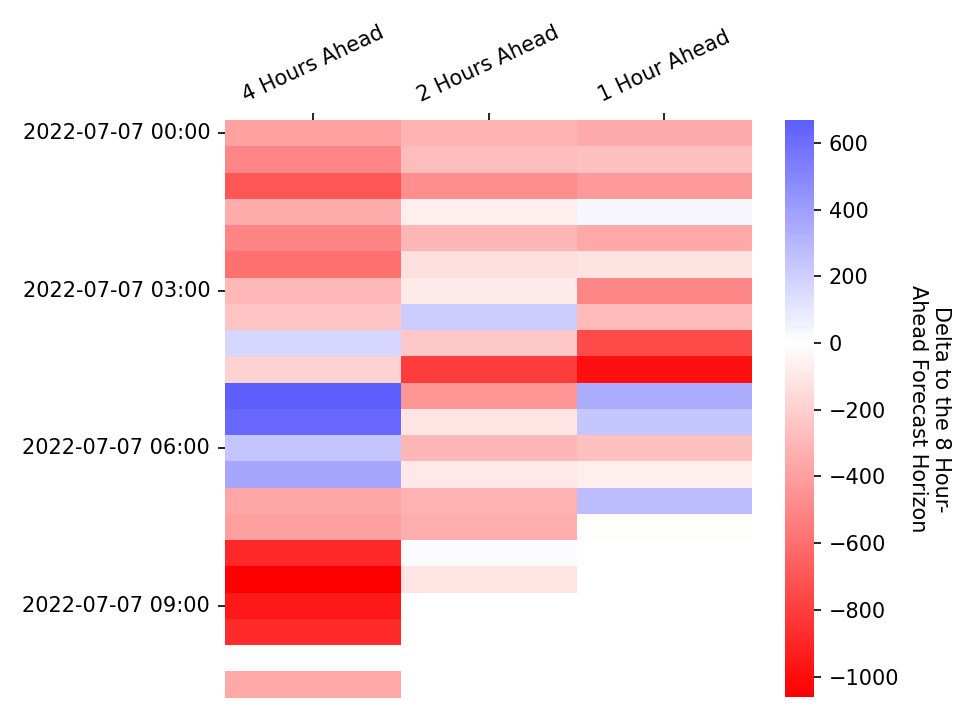 4 Hours Ahead
2 Hours Ahead
1 Hour Ahead
2022-07-07 00:00
2022-07-07 03:00
2022-07-07 06:00
2022-07-07 09:00
600
400
200
0
−200
−400
−600
−800
−1000
Delta to the 8 Hour-
Ahead Forecast Horizon